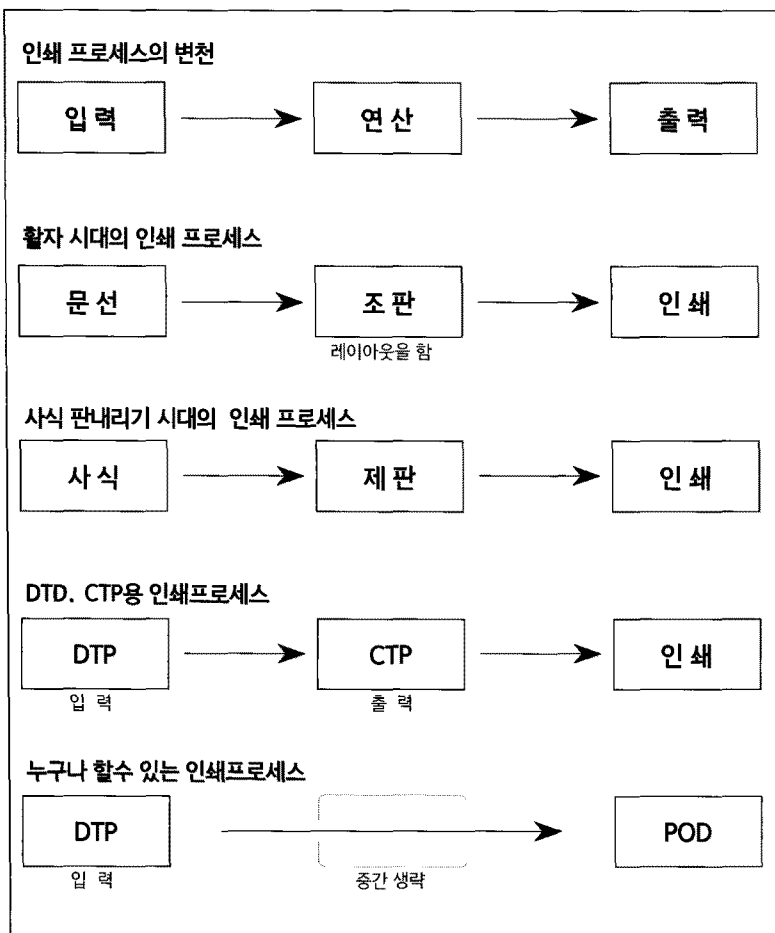 인쇄 프로세스의 변천
입력 연산 출력
활자 시대의 인쇄 프로세스
문선 조판 인쇄
레이아웃을 함
사식 판내리기 시대의 인쇄 프로세스
사식 제판 인쇄
DTD. CTP용 인쇄프로세스
DTP CTP 인쇄
입력 출력
누구나 할수 있는 인쇄프로세스
DTP POD
입력 중간 생략